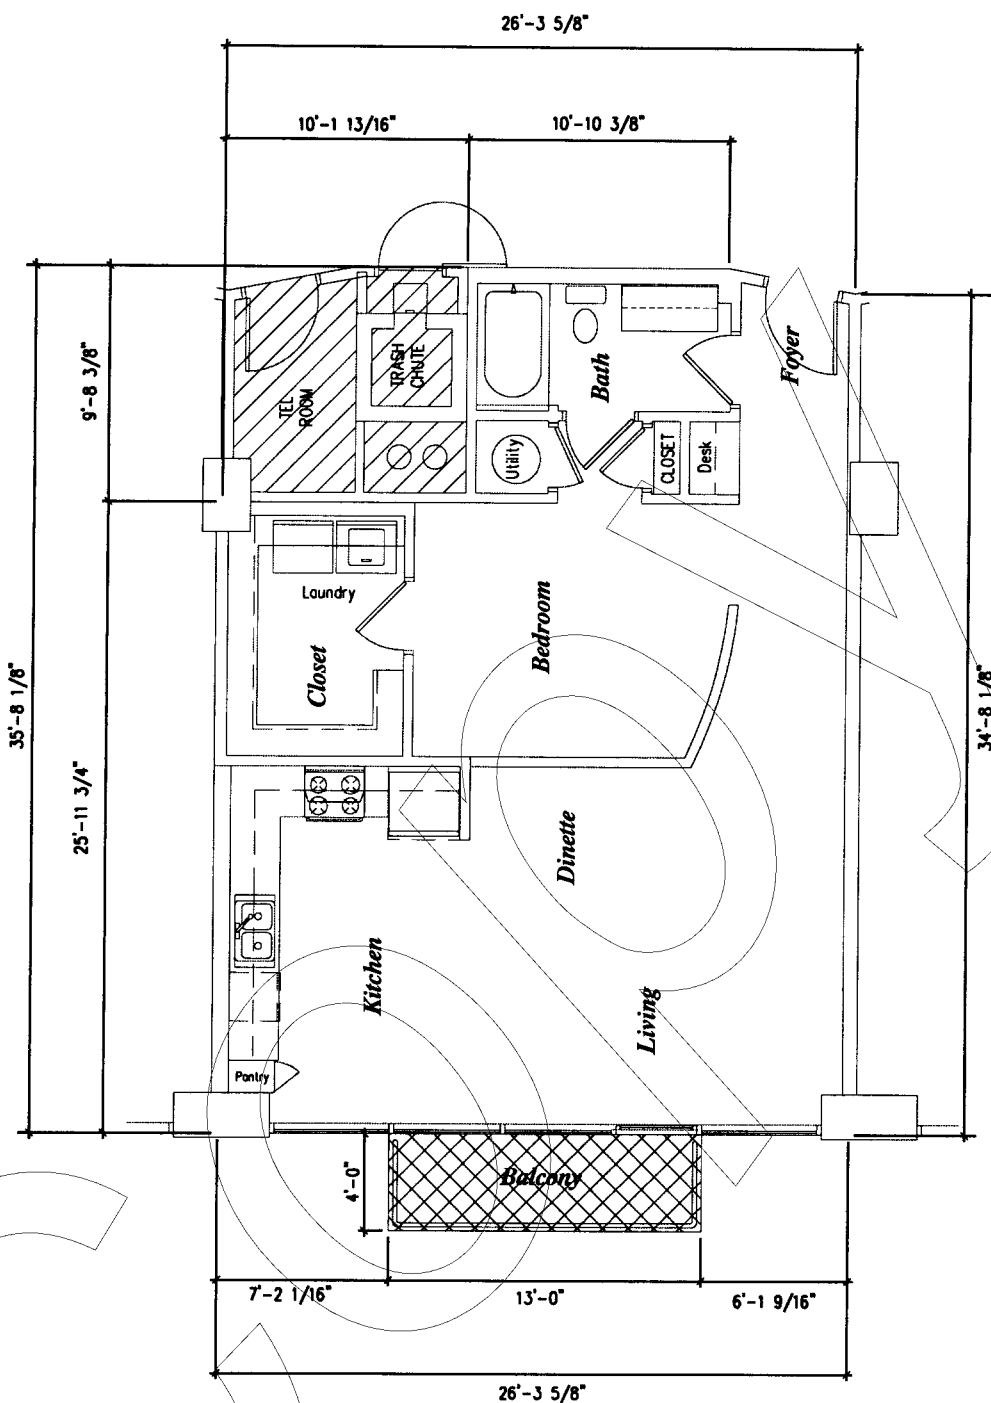 26'-3 5/8"
10'-1 13/16"
10'-10 3/8"
9'-8 3/8"
TEL
ROOM
TRASH
CHUTE
Bath
Foyer
Utility
CLOSET
Desk
Laundry
Closet
Bedroom
35'-8 1/8"
34'-8 1/8"
25'-11 3/4"
Dinette
Kitchen
Living
Pantry
Balcony
4'-0"
7'-2 1/16"
13'-0"
6'-1 9/16"
26'-3 5/8"